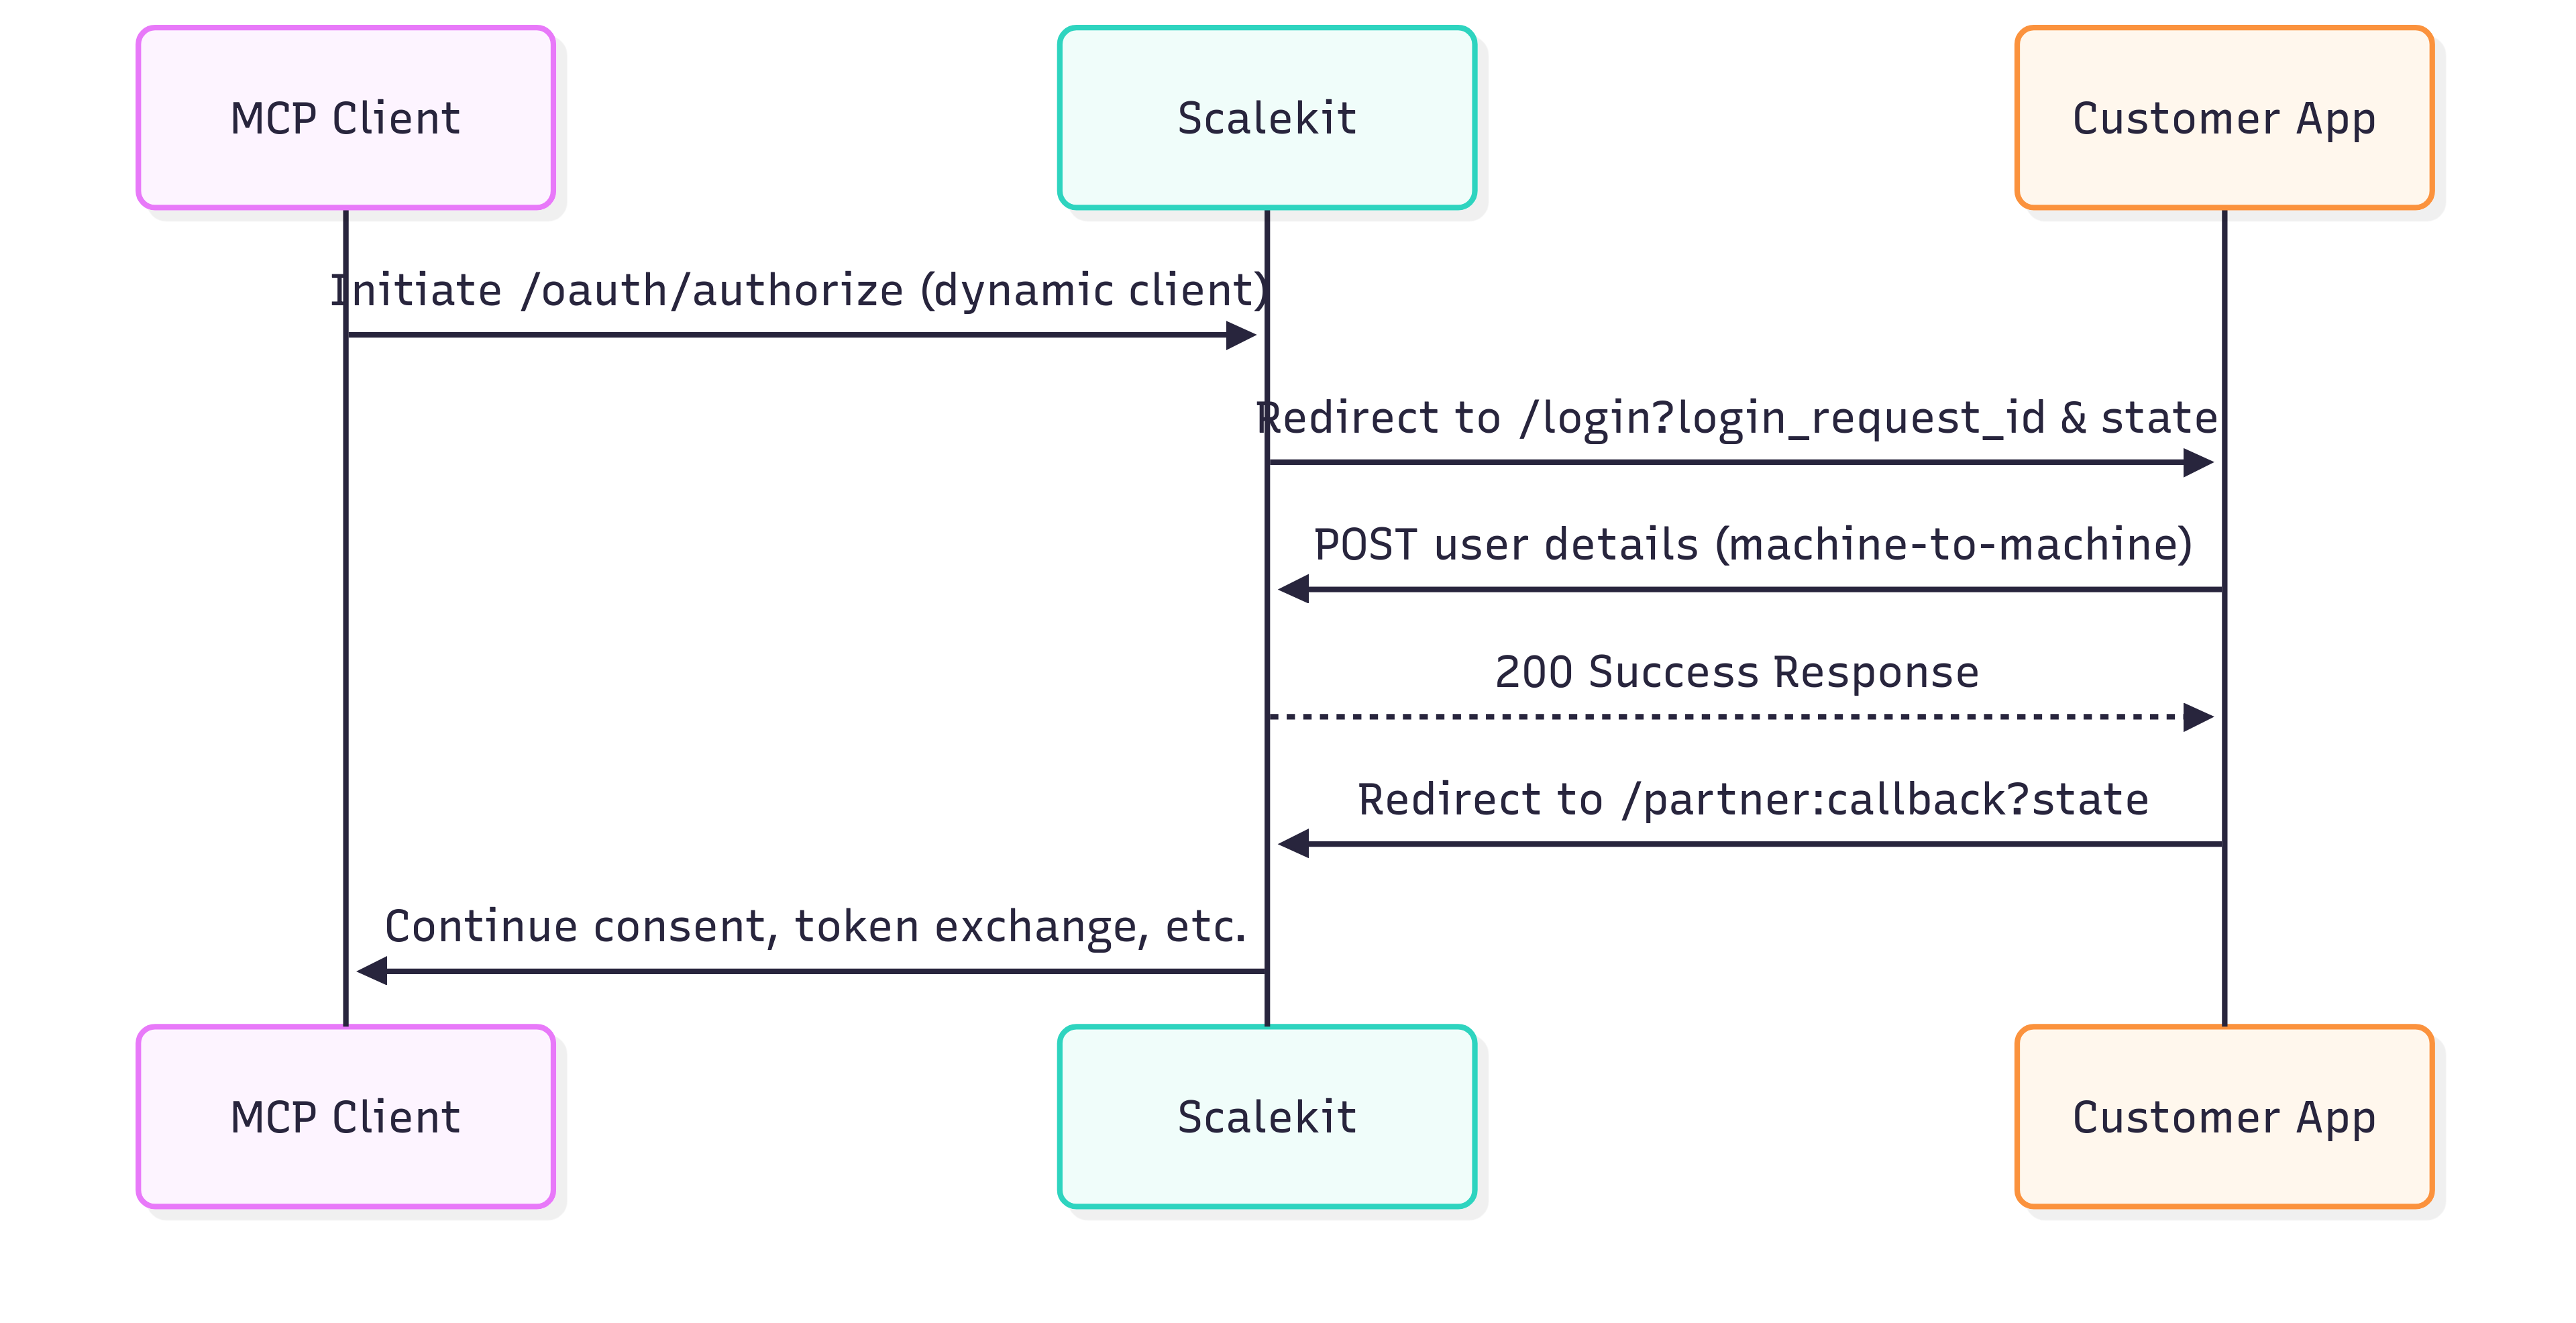 MCP Client
Scalekit
Customer App
Initiate /oauth/authorize (dynamic client)
Redirect to /login?login_request_id & state
POST user details (machine-to-machine)
200 Success Response
Redirect to /partner:callback?state
Continue consent, token exchange, etc.
MCP Client
Scalekit
Customer App